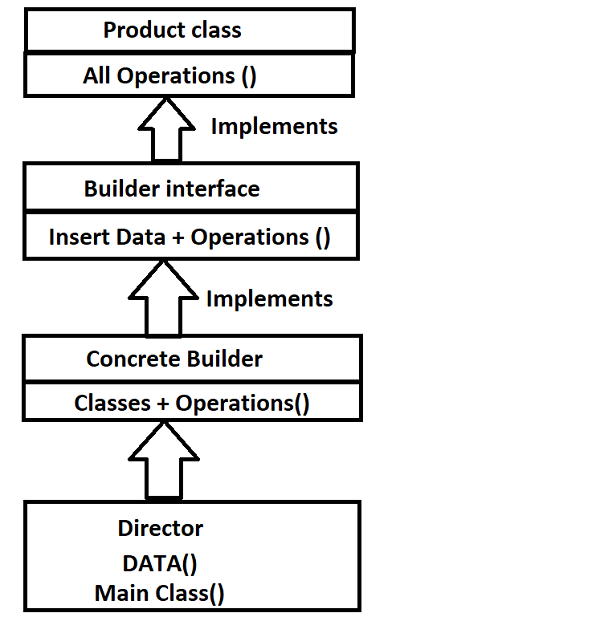 Product class
All Operations ()
Implements
Builder interface
Insert Data + Operations ()
Implements
Concrete Builder
Classes + Operations()
Director
DATA()
Main Class()